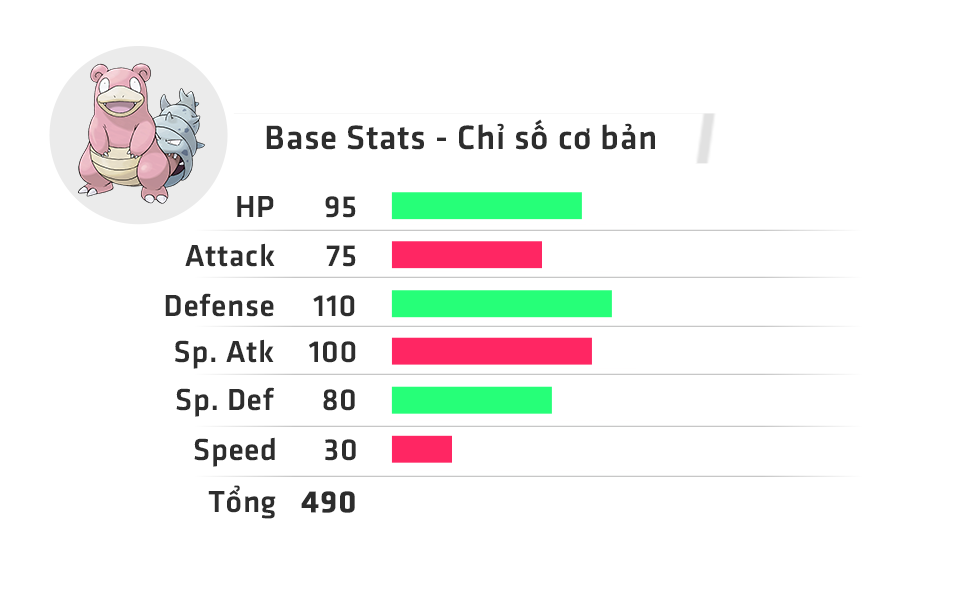 Base Stats - Chỉ số cơ bản
HP 95
Attack 75
Defense 110
Sp. Atk 100
Sp. Def 80
Speed 30
Tổng 490